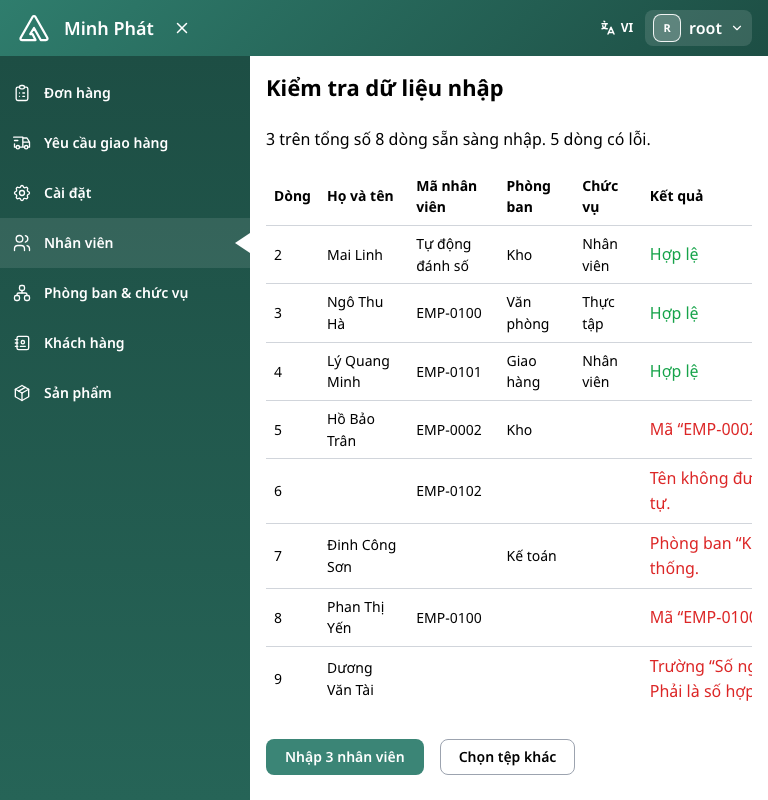 Minh Phát
VI
R
root
Đơn hàng
Yêu cầu giao hàng
Cài đặt
Nhân viên
Phòng ban & chức vụ
Khách hàng
Sản phẩm
Kiểm tra dữ liệu nhập
3 trên tổng số 8 dòng sẵn sàng nhập. 5 dòng có lỗi.
Dòng Họ và tên Mã nhân viên Phòng ban Chức vụ Kết quả
2 Mai Linh Tự động đánh số Kho Nhân viên Hợp lệ
3 Ngô Thu Hà EMP-0100 Văn phòng Thực tập Hợp lệ
4 Lý Quang Minh EMP-0101 Giao hàng Nhân viên Hợp lệ
5 Hồ Bảo Trân EMP-0002 Kho Mã “EMP-0002
6 EMP-0102 Tên không
tự.
7 Đinh Công Sơn Kế toán Phòng ban
thống.
8 Phan Thị Yến EMP-0100 Mã “EMP-0100
9 Dương Văn Tài Trường “Số
Phải là số hợp
Nhập 3 nhân viên
Chọn tệp khác